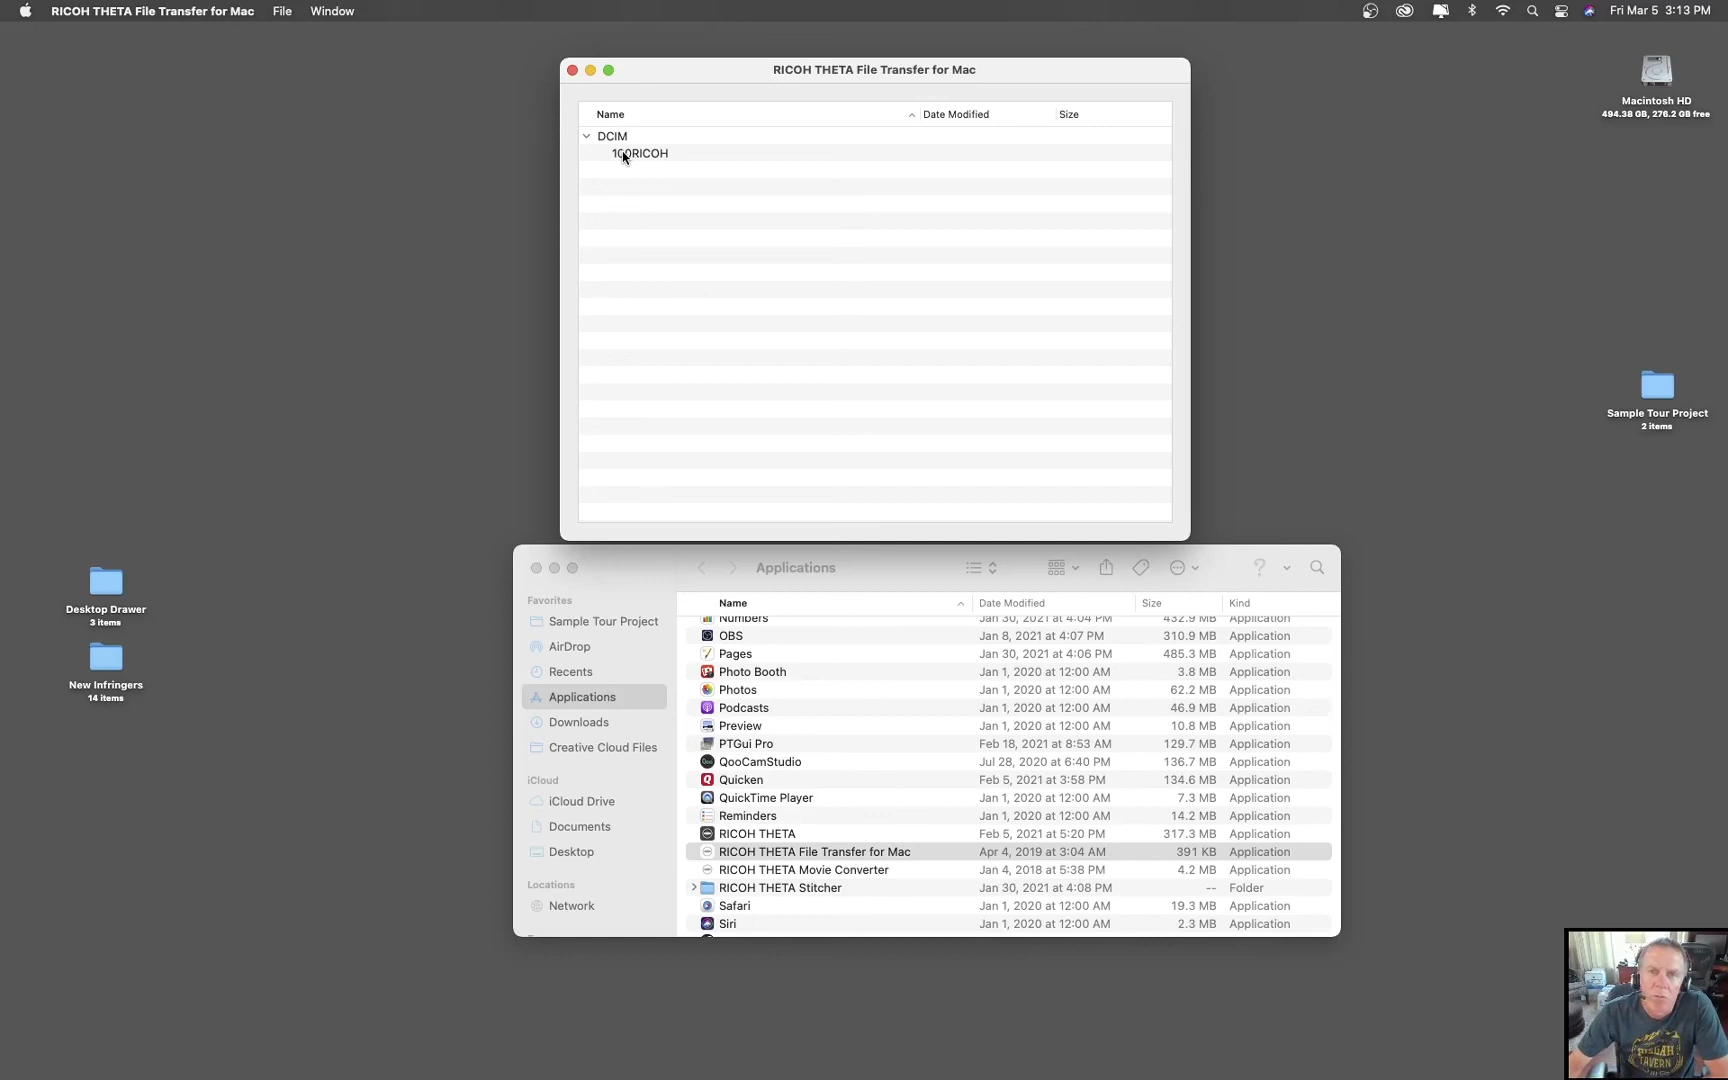 RICOH THETA File Transfer for Mac File Window Fri Mar 5 3:13 PM
RICOH THETA File Transfer for Mac
Name Date Modified Size
DCIM
100RICOH
Macintosh HD
494.38 GB, 276.2 GB free
Sample Tour Project
2 items
Desktop Drawer
3 items
New Infringers
14 items
Applications
Favorites
Sample Tour Project
AirDrop
Recents
Applications
Downloads
Creative Cloud Files
iCloud
iCloud Drive
Documents
Desktop
Locations
Network
Name Date Modified Size Kind
Numbers Jan 30, 2021 at 4:04 PM 432.9 MB Application
OBS Jan 8, 2021 at 4:07 PM 310.9 MB Application
Pages Jan 30, 2021 at 4:06 PM 485.3 MB Application
Photo Booth Jan 1, 2020 at 12:00 AM 3.8 MB Application
Photos Jan 1, 2020 at 12:00 AM 62.2 MB Application
Podcasts Jan 1, 2020 at 12:00 AM 46.9 MB Application
Preview Jan 1, 2020 at 12:00 AM 10.8 MB Application
PTGui Pro Feb 18, 2021 at 8:53 AM 129.7 MB Application
QooCamStudio Jul 28, 2020 at 6:40 PM 136.7 MB Application
Quicken Feb 5, 2021 at 3:58 PM 134.6 MB Application
QuickTime Player Jan 1, 2020 at 12:00 AM 7.3 MB Application
Reminders Jan 1, 2020 at 12:00 AM 14.2 MB Application
RICOH THETA Feb 5, 2021 at 5:20 PM 317.3 MB Application
RICOH THETA File Transfer for Mac Apr 4, 2019 at 3:04 AM 391 KB Application
RICOH THETA Movie Converter Jan 4, 2018 at 5:38 PM 4.2 MB Application
RICOH THETA Stitcher Jan 30, 2021 at 4:08 PM -- Folder
Safari Jan 1, 2020 at 12:00 AM 19.3 MB Application
Siri Jan 1, 2020 at 12:00 AM 2.3 MB Application
TAVERN